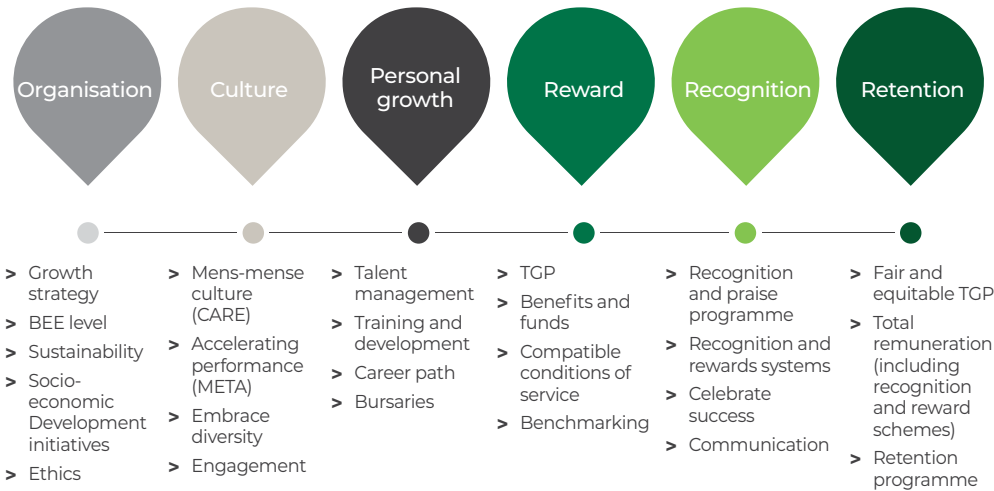 Organisation
Culture
Personal
growth
Reward
Recognition
Retention
> Growth
strategy
> BEE level
> Sustainability
> Socio-
economic
Development
initiatives
> Ethics
> Mens-mense
culture
(CARE)
> Accelerating
performance
(META)
> Embrace
diversity
> Engagement
> Talent
management
> Training and
development
> Career path
> Bursaries
> TGP
> Benefits and
funds
> Compatible
conditions of
service
> Benchmarking
> Recognition
and praise
programme
> Recognition and
rewards systems
> Celebrate
success
> Communication
> Fair and
equitable TGP
> Total
remuneration
(including
recognition
and reward
schemes)
> Retention
programme